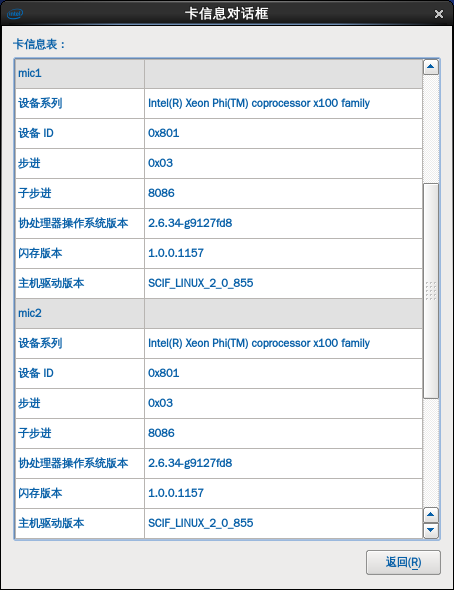 卡信息对话框
卡信息表：
mic1
设备系列 Intel(R) Xeon Phi(TM) coprocessor x100 family
设备 ID 0x801
步进 0x03
子步进 8086
协处理器操作系统版本 2.6.34-g9127fd8
闪存版本 1.0.0.1157
主机驱动版本 SCIF_LINUX_2_0_855
mic2
设备系列 Intel(R) Xeon Phi(TM) coprocessor x100 family
设备 ID 0x801
步进 0x03
子步进 8086
协处理器操作系统版本 2.6.34-g9127fd8
闪存版本 1.0.0.1157
主机驱动版本 SCIF_LINUX_2_0_855
返回(R)